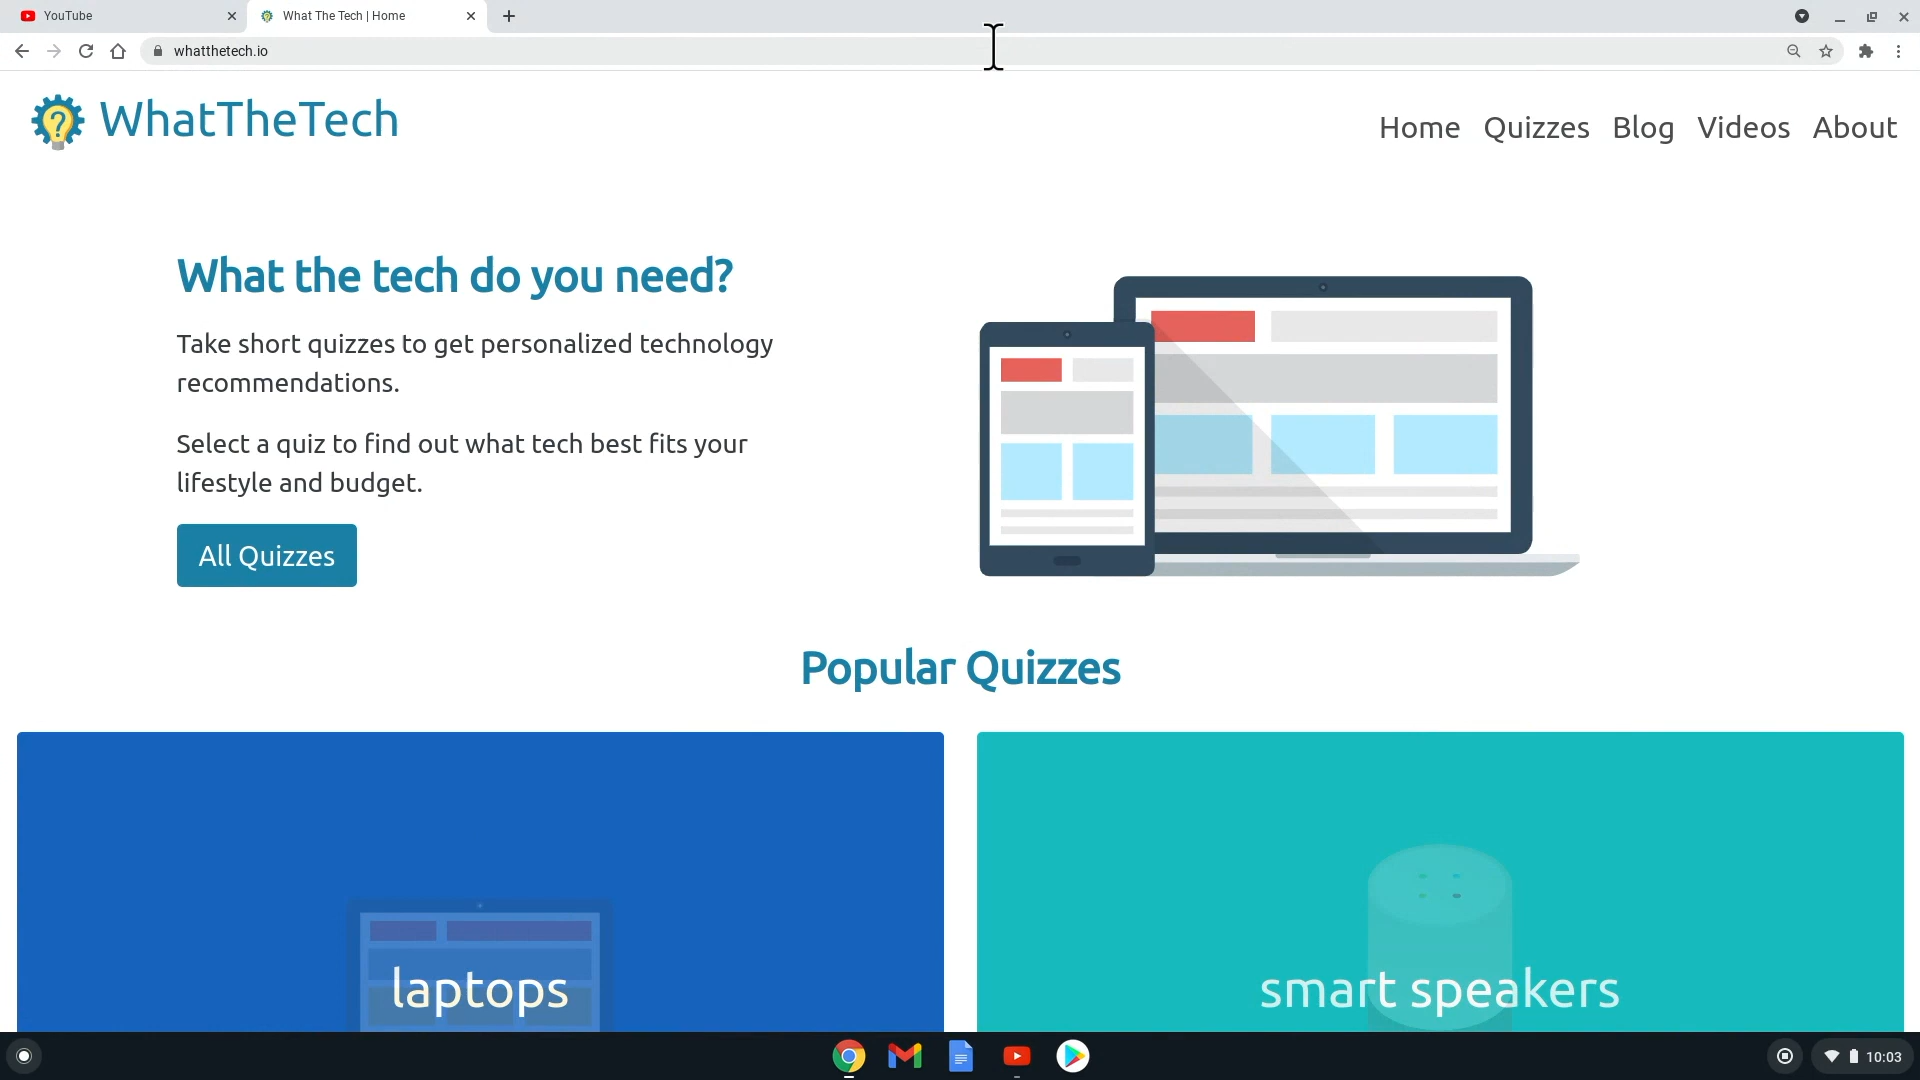 YouTube
What The Tech | Home
whatthetech.io
WhatTheTech
Home Quizzes Blog Videos About
What the tech do you need?
Take short quizzes to get personalized technology
recommendations.
Select a quiz to find out what tech best fits your
lifestyle and budget.
All Quizzes
Popular Quizzes
laptops
smart speakers
10:03